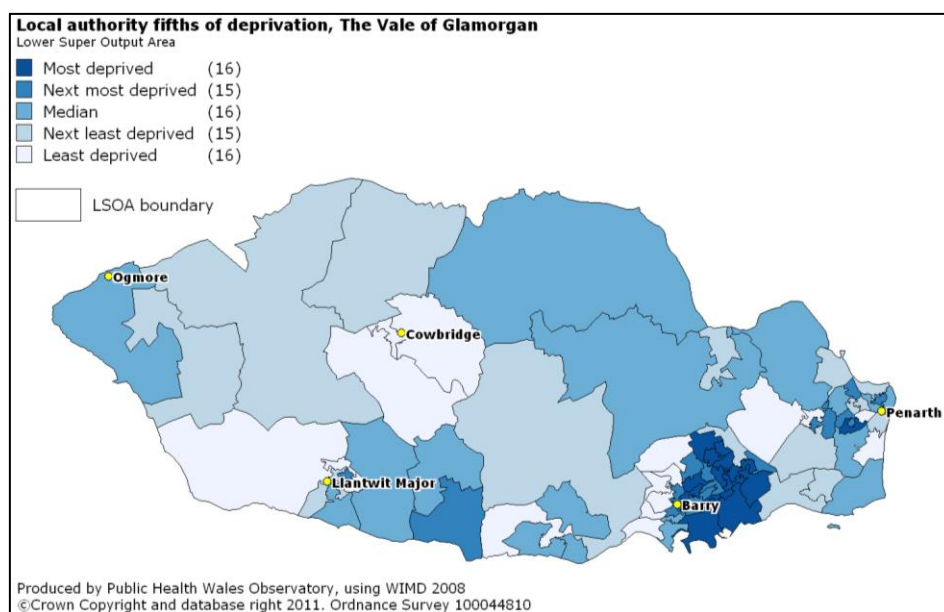 Local authority fifths of deprivation, The Vale of Glamorgan
Lower Super Output Area
Most deprived (16)
Next most deprived (15)
Median (16)
Next least deprived (15)
Least deprived (16)
LSOA boundary
Ogmore
Cowbridge
Penarth
Llantwit Major
Barry
Produced by Public Health Wales Observatory, using WIMD 2008
©Crown Copyright and database right 2011. Ordnance Survey 100044810